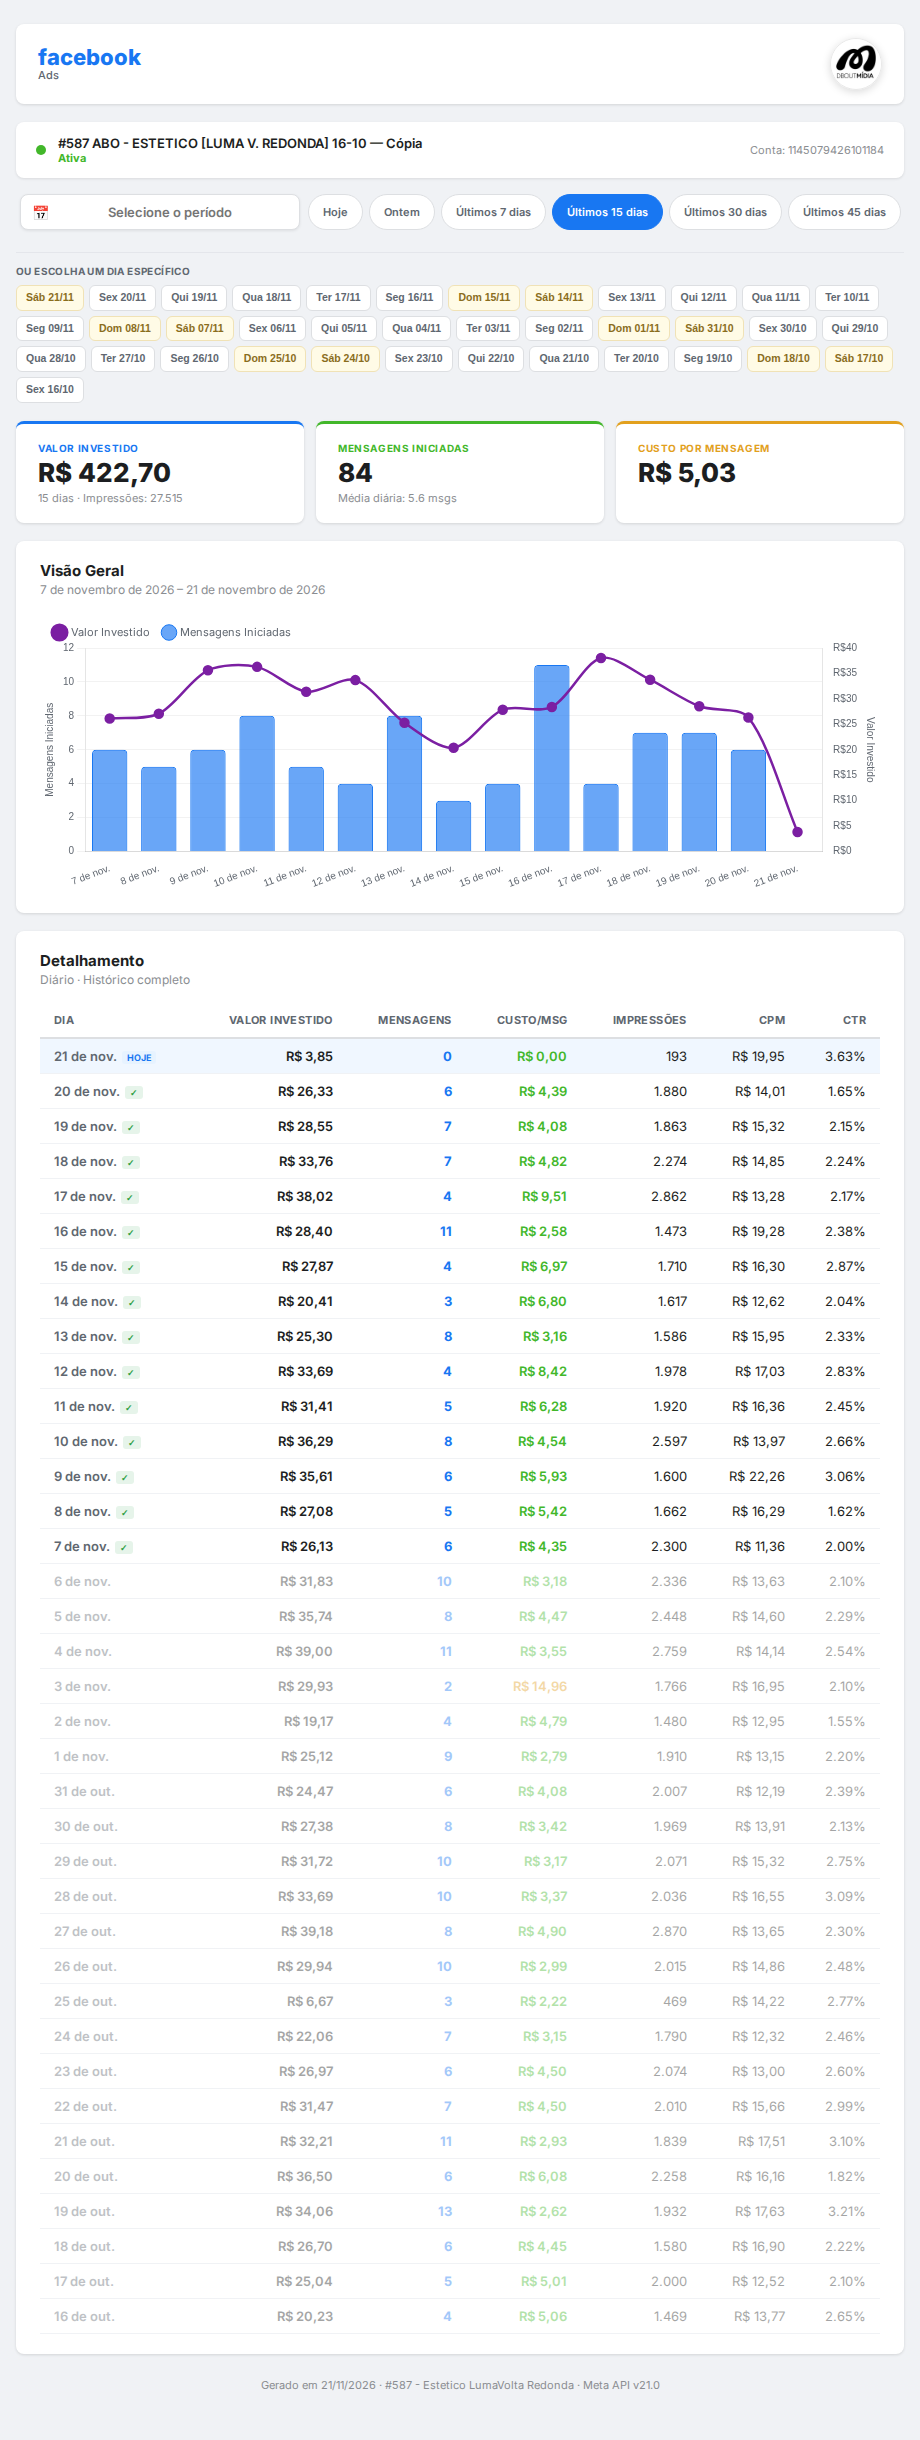 facebook
Ads
DBOUTMÍDIA
#587 ABO - ESTETICO [LUMA V. REDONDA] 16-10 — Cópia
Ativa
Conta: 1145079426101184
Selecione o período
Hoje Ontem Últimos 7 dias Últimos 15 dias Últimos 30 dias Últimos 45 dias
OU ESCOLHA UM DIA ESPECÍFICO
Sáb 21/11 Sex 20/11 Qui 19/11 Qua 18/11 Ter 17/11 Seg 16/11 Dom 15/11 Sáb 14/11 Sex 13/11 Qui 12/11 Qua 11/11 Ter 10/11
Seg 09/11 Dom 08/11 Sáb 07/11 Sex 06/11 Qui 05/11 Qua 04/11 Ter 03/11 Seg 02/11 Dom 01/11 Sáb 31/10 Sex 30/10 Qui 29/10
Qua 28/10 Ter 27/10 Seg 26/10 Dom 25/10 Sáb 24/10 Sex 23/10 Qui 22/10 Qua 21/10 Ter 20/10 Seg 19/10 Dom 18/10 Sáb 17/10
Sex 16/10
VALOR INVESTIDO
R$ 422,70
15 dias · Impressões: 27.515
MENSAGENS INICIADAS
84
Média diária: 5.6 msgs
CUSTO POR MENSAGEM
R$ 5,03
Visão Geral
7 de novembro de 2026 – 21 de novembro de 2026
Valor Investido Mensagens Iniciadas
Mensagens Iniciadas
12
10
8
6
4
2
0
R$40
R$35
R$30
R$25
R$20
R$15
R$10
R$5
R$0
Valor Investido
7 de nov. 8 de nov. 9 de nov. 10 de nov. 11 de nov. 12 de nov. 13 de nov. 14 de nov. 15 de nov. 16 de nov. 17 de nov. 18 de nov. 19 de nov. 20 de nov. 21 de nov.
Detalhamento
Diário · Histórico completo
DIA VALOR INVESTIDO MENSAGENS CUSTO/MSG IMPRESSÕES CPM CTR
21 de nov. HOJE R$ 3,85 0 R$ 0,00 193 R$ 19,95 3.63%
20 de nov. ✓ R$ 26,33 6 R$ 4,39 1.880 R$ 14,01 1.65%
19 de nov. ✓ R$ 28,55 7 R$ 4,08 1.863 R$ 15,32 2.15%
18 de nov. ✓ R$ 33,76 7 R$ 4,82 2.274 R$ 14,85 2.24%
17 de nov. ✓ R$ 38,02 4 R$ 9,51 2.862 R$ 13,28 2.17%
16 de nov. ✓ R$ 28,40 11 R$ 2,58 1.473 R$ 19,28 2.38%
15 de nov. ✓ R$ 27,87 4 R$ 6,97 1.710 R$ 16,30 2.87%
14 de nov. ✓ R$ 20,41 3 R$ 6,80 1.617 R$ 12,62 2.04%
13 de nov. ✓ R$ 25,30 8 R$ 3,16 1.586 R$ 15,95 2.33%
12 de nov. ✓ R$ 33,69 4 R$ 8,42 1.978 R$ 17,03 2.83%
11 de nov. ✓ R$ 31,41 5 R$ 6,28 1.920 R$ 16,36 2.45%
10 de nov. ✓ R$ 36,29 8 R$ 4,54 2.597 R$ 13,97 2.66%
9 de nov. ✓ R$ 35,61 6 R$ 5,93 1.600 R$ 22,26 3.06%
8 de nov. ✓ R$ 27,08 5 R$ 5,42 1.662 R$ 16,29 1.62%
7 de nov. ✓ R$ 26,13 6 R$ 4,35 2.300 R$ 11,36 2.00%
6 de nov. R$ 31,83 10 R$ 3,18 2.336 R$ 13,63 2.10%
5 de nov. R$ 35,74 8 R$ 4,47 2.448 R$ 14,60 2.29%
4 de nov. R$ 39,00 11 R$ 3,55 2.759 R$ 14,14 2.54%
3 de nov. R$ 29,93 2 R$ 14,96 1.766 R$ 16,95 2.10%
2 de nov. R$ 19,17 4 R$ 4,79 1.480 R$ 12,95 1.55%
1 de nov. R$ 25,12 9 R$ 2,79 1.910 R$ 13,15 2.20%
31 de out. R$ 24,47 6 R$ 4,08 2.007 R$ 12,19 2.39%
30 de out. R$ 27,38 8 R$ 3,42 1.969 R$ 13,91 2.13%
29 de out. R$ 31,72 10 R$ 3,17 2.071 R$ 15,32 2.75%
28 de out. R$ 33,69 10 R$ 3,37 2.036 R$ 16,55 3.09%
27 de out. R$ 39,18 8 R$ 4,90 2.870 R$ 13,65 2.30%
26 de out. R$ 29,94 10 R$ 2,99 2.015 R$ 14,86 2.48%
25 de out. R$ 6,67 3 R$ 2,22 469 R$ 14,22 2.77%
24 de out. R$ 22,06 7 R$ 3,15 1.790 R$ 12,32 2.46%
23 de out. R$ 26,97 6 R$ 4,50 2.074 R$ 13,00 2.60%
22 de out. R$ 31,47 7 R$ 4,50 2.010 R$ 15,66 2.99%
21 de out. R$ 32,21 11 R$ 2,93 1.839 R$ 17,51 3.10%
20 de out. R$ 36,50 6 R$ 6,08 2.258 R$ 16,16 1.82%
19 de out. R$ 34,06 13 R$ 2,62 1.932 R$ 17,63 3.21%
18 de out. R$ 26,70 6 R$ 4,45 1.580 R$ 16,90 2.22%
17 de out. R$ 25,04 5 R$ 5,01 2.000 R$ 12,52 2.10%
16 de out. R$ 20,23 4 R$ 5,06 1.469 R$ 13,77 2.65%
Gerado em 21/11/2026 · #587 - Estetico LumaVolta Redonda · Meta API v21.0